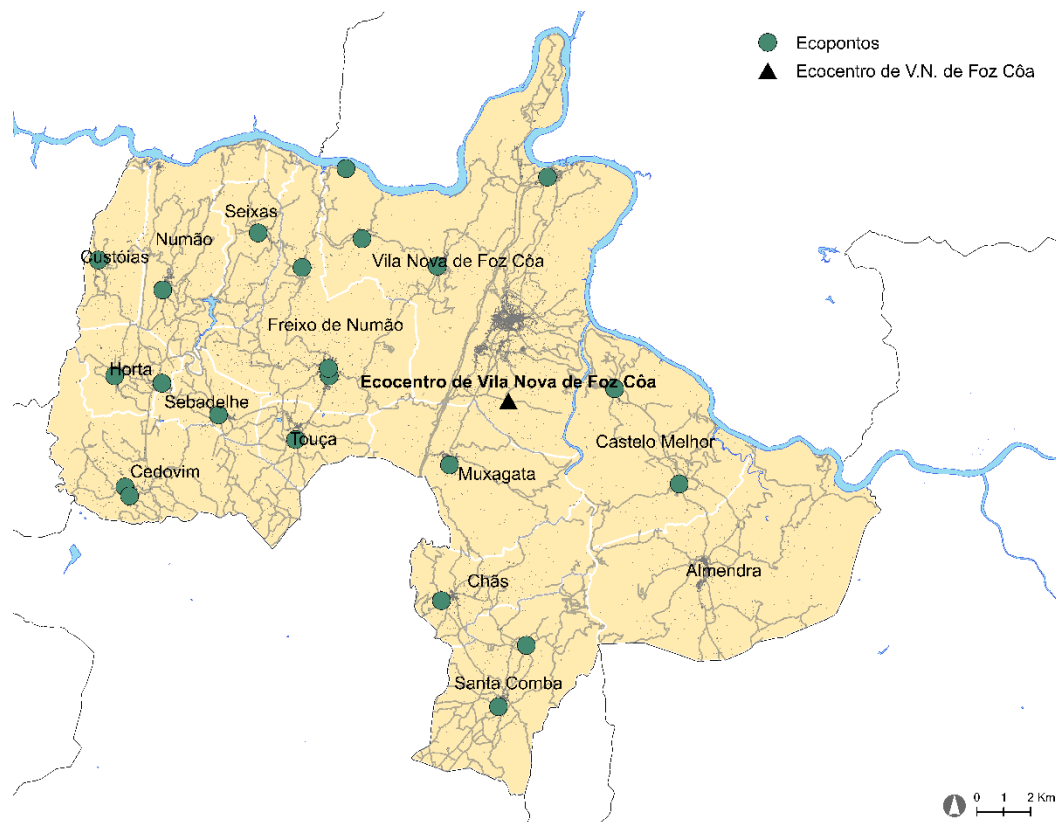 Ecopontos
Ecocentro de V.N. de Foz Côa
Seixas
Numão
Custóias
Vila Nova de Foz Côa
Freixo de Numão
Horta
Ecocentro de Vila Nova de Foz Côa
Sebadelhe
Touça
Castelo Melhor
Cedovim
Muxagata
Almendra
Chãs
Santa Comba
0 1 2 Km